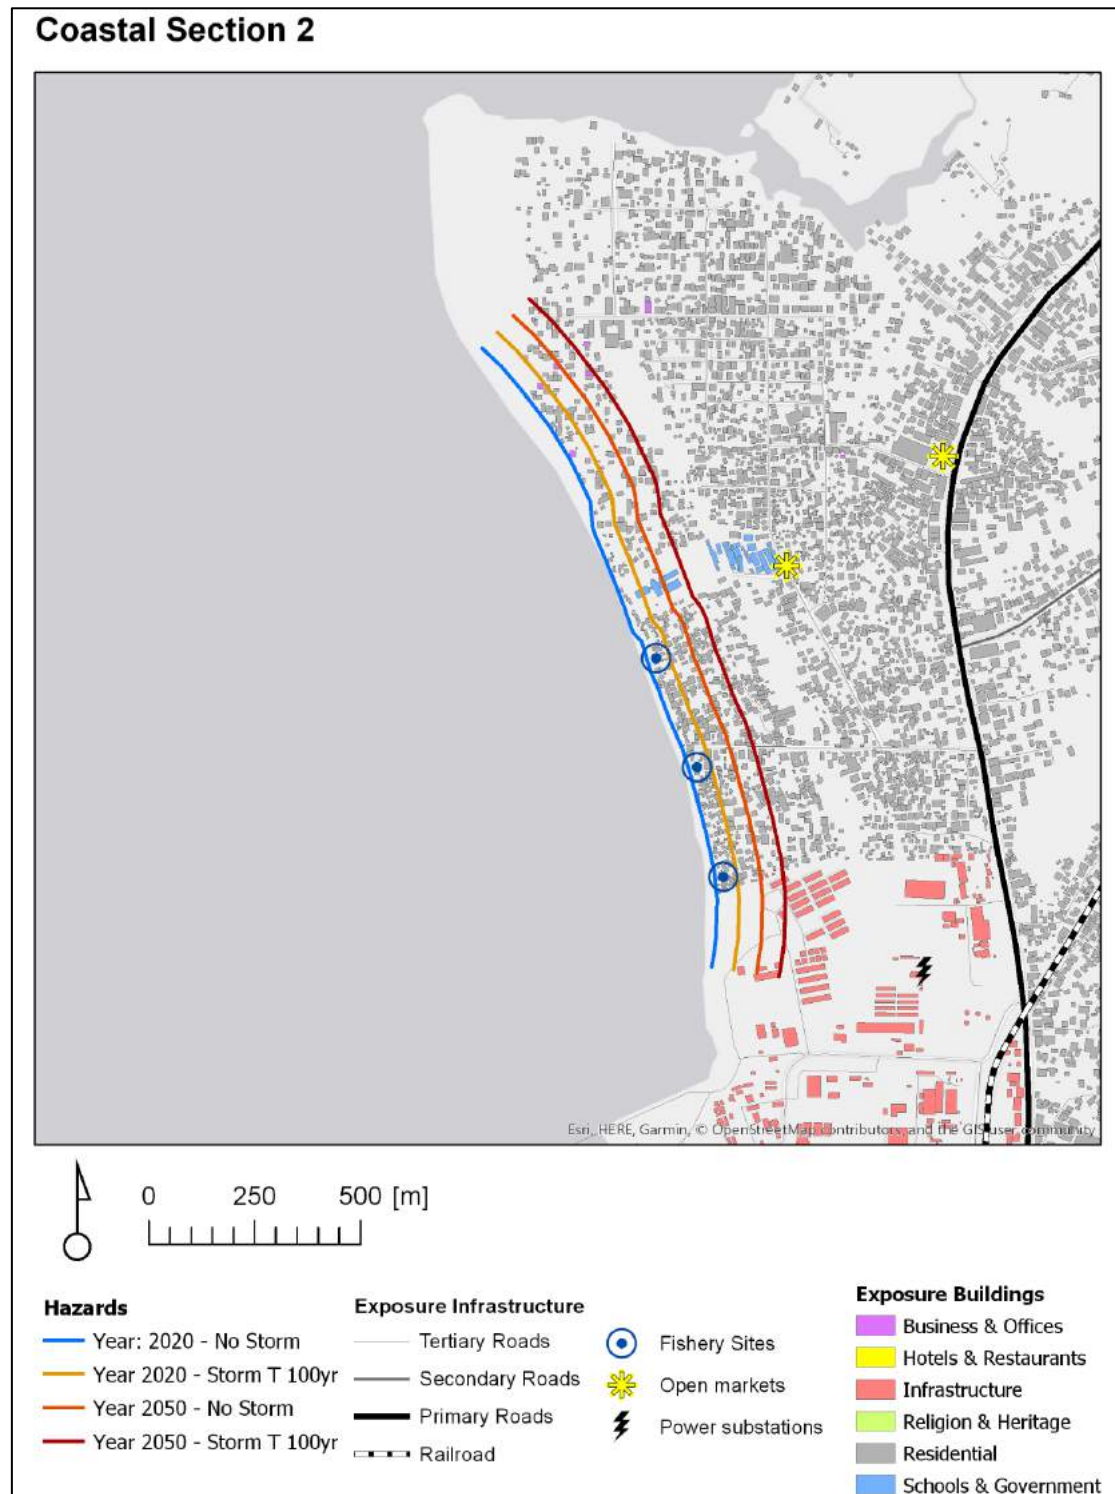 Coastal Section 2
Esri, HERE, Garmin, © OpenStreetMap contributors, and the GIS user community
0 250 500 [m]
Hazards
Year: 2020 - No Storm
Year 2020 - Storm T 100yr
Year 2050 - No Storm
Year 2050 - Storm T 100yr
Exposure Infrastructure
Tertiary Roads
Secondary Roads
Primary Roads
Railroad
Fishery Sites
Open markets
Power substations
Exposure Buildings
Business & Offices
Hotels & Restaurants
Infrastructure
Religion & Heritage
Residential
Schools & Government